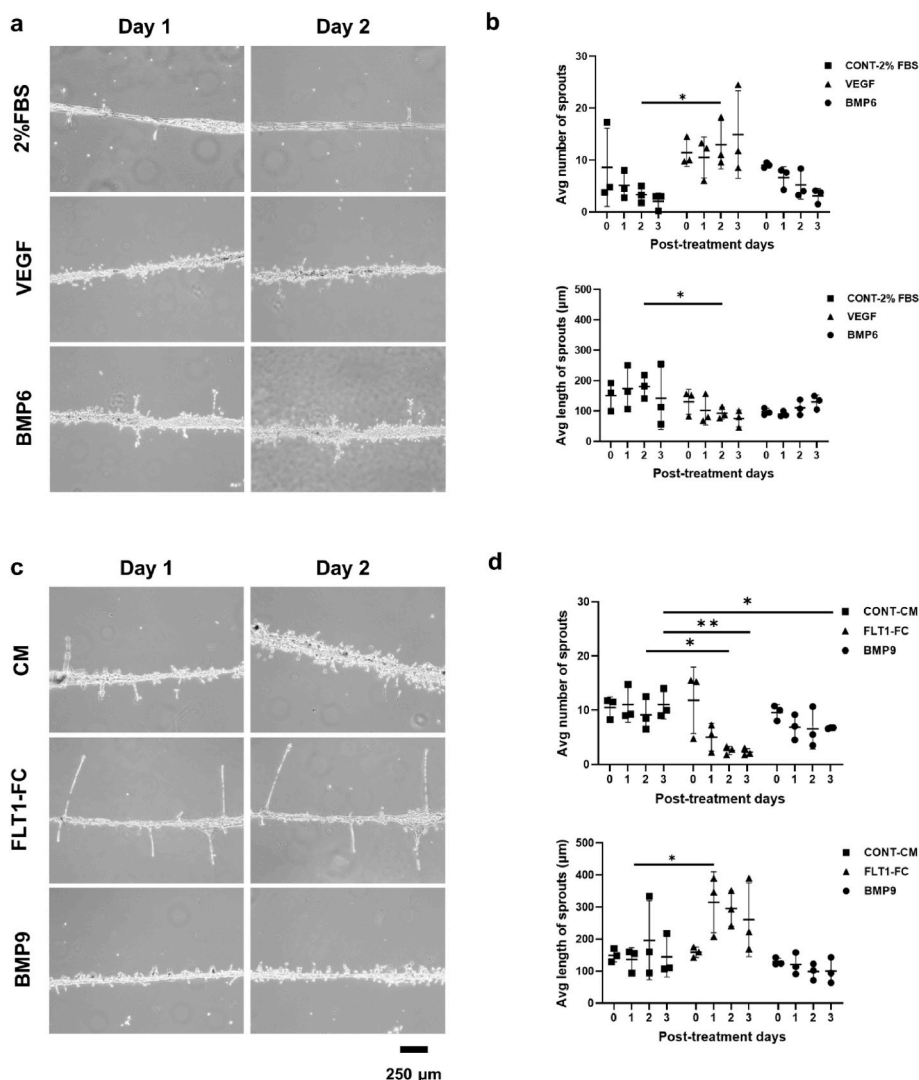 a
Day 1
Day 2
2%FBS
VEGF
BMP6
b
30
20
10
0
Avg number of sprouts
*
CONT-2% FBS
VEGF
BMP6
0 1 2 3 0 1 2 3 0 1 2 3
Post-treatment days
500
400
300
200
100
0
Avg length of sprouts (µm)
*
CONT-2% FBS
VEGF
BMP6
0 1 2 3 0 1 2 3 0 1 2 3
Post-treatment days
c
Day 1
Day 2
CM
FLT1-FC
BMP9
250 µm
d
30
20
10
0
Avg number of sprouts
*
**
*
CONT-CM
FLT1-FC
BMP9
0 1 2 3 0 1 2 3 0 1 2 3
Post-treatment days
500
400
300
200
100
0
Avg length of sprouts (µm)
*
CONT-CM
FLT1-FC
BMP9
0 1 2 3 0 1 2 3 0 1 2 3
Post-treatment days